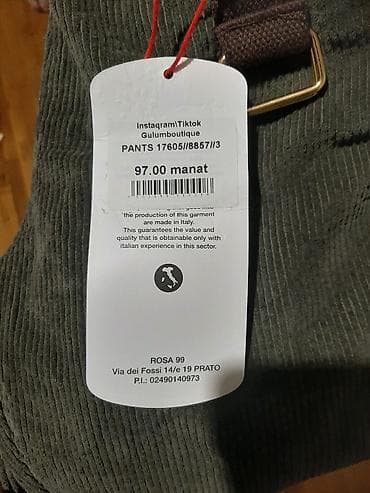 Instaqram\Tiktok
Gulumboutique
PANTS 17605//8857//3
97.00 manat
the production of this garment
are made in Italy.
This guarantees the value and
quality that is obtainable only with
italian experience in this sector.
ROSA 99
Via dei Fossi 14/e 19 PRATO
P.I.: 02490140973